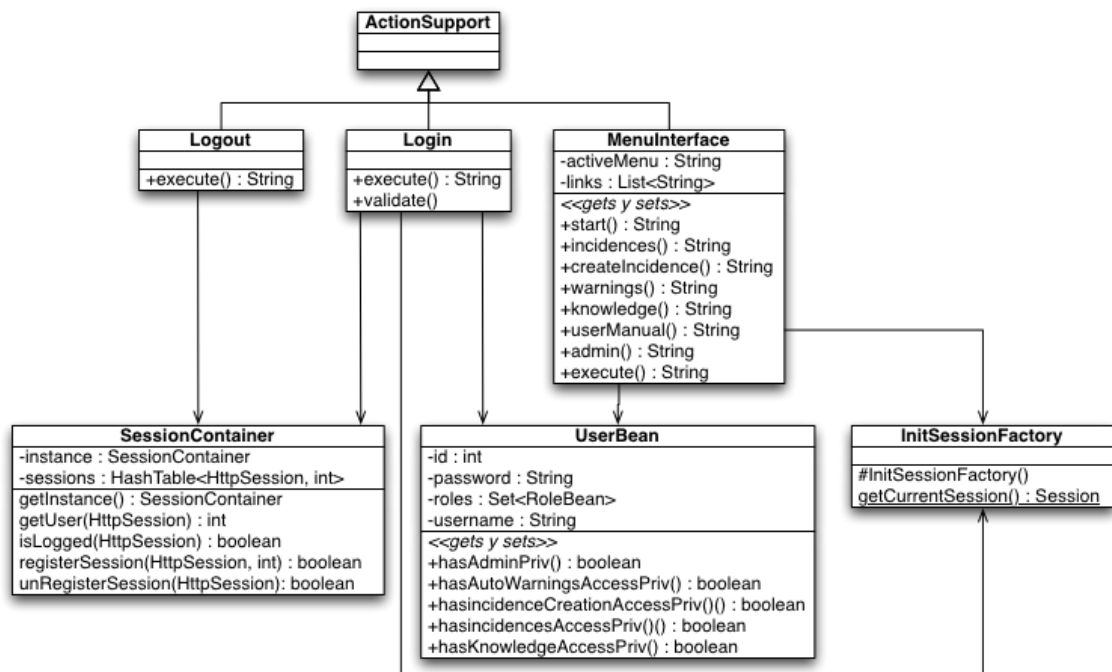 ActionSupport
Logout
+execute() : String
Login
+execute() : String
+validate()
MenuInterface
-activeMenu : String
-links : List<String>
<<gets y sets>>
+start() : String
+incidences() : String
+createIncidence() : String
+warnings() : String
+knowledge() : String
+userManual() : String
+admin() : String
+execute() : String
SessionContainer
-instance : SessionContainer
-sessions : HashTable<HttpSession, int>
getInstance() : SessionContainer
getUser(HttpSession) : int
isLogged(HttpSession) : boolean
registerSession(HttpSession, int) : boolean
unRegisterSession(HttpSession): boolean
UserBean
-id : int
-password : String
-roles : Set<RoleBean>
-username : String
<<gets y sets>>
+hasAdminPriv() : boolean
+hasAutoWarningsAccessPriv() : boolean
+hasincidenceCreationAccessPriv()() : boolean
+hasincidencesAccessPriv()() : boolean
+hasKnowledgeAccessPriv() : boolean
InitSessionFactory
#InitSessionFactory()
getCurrentSession() : Session